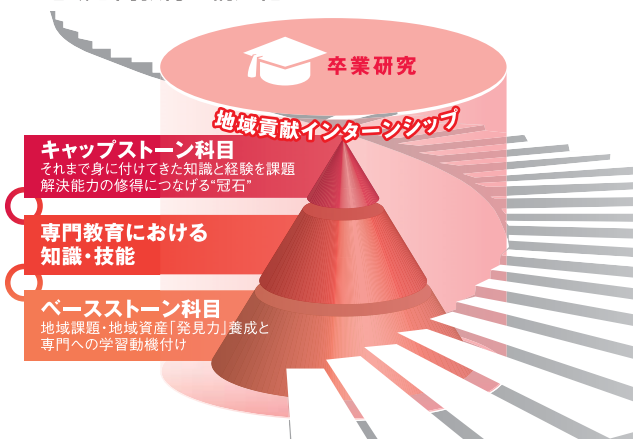 卒業研究
地域貢献インターンシップ
キャップストーン科目
それまで身に付けてきた知識と経験を課題
解決能力の修得につなげる“冠石”
専門教育における
知識・技能
ベースストーン科目
地域課題・地域資産「発見力」養成と
専門への学習動機付け